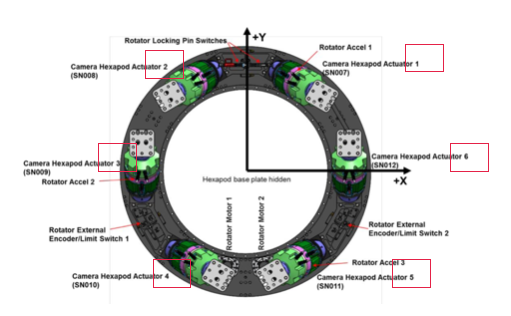 +Y
Rotator Locking Pin Switches
Rotator Accel 1
Camera Hexapod Actuator 2
(SN008)
Camera Hexapod Actuator 1
(SN007)
Camera Hexapod Actuator 3
(SN009)
Camera Hexapod Actuator 6
(SN012)
Rotator Accel 2
Hexapod base plate hidden
+X
Rotator Motor 1
Rotator Motor 2
Rotator External
Encoder/Limit Switch 1
Rotator External
Encoder/Limit Switch 2
Rotator Accel 3
Camera Hexapod Actuator 4
(SN010)
Camera Hexapod Actuator 5
(SN011)